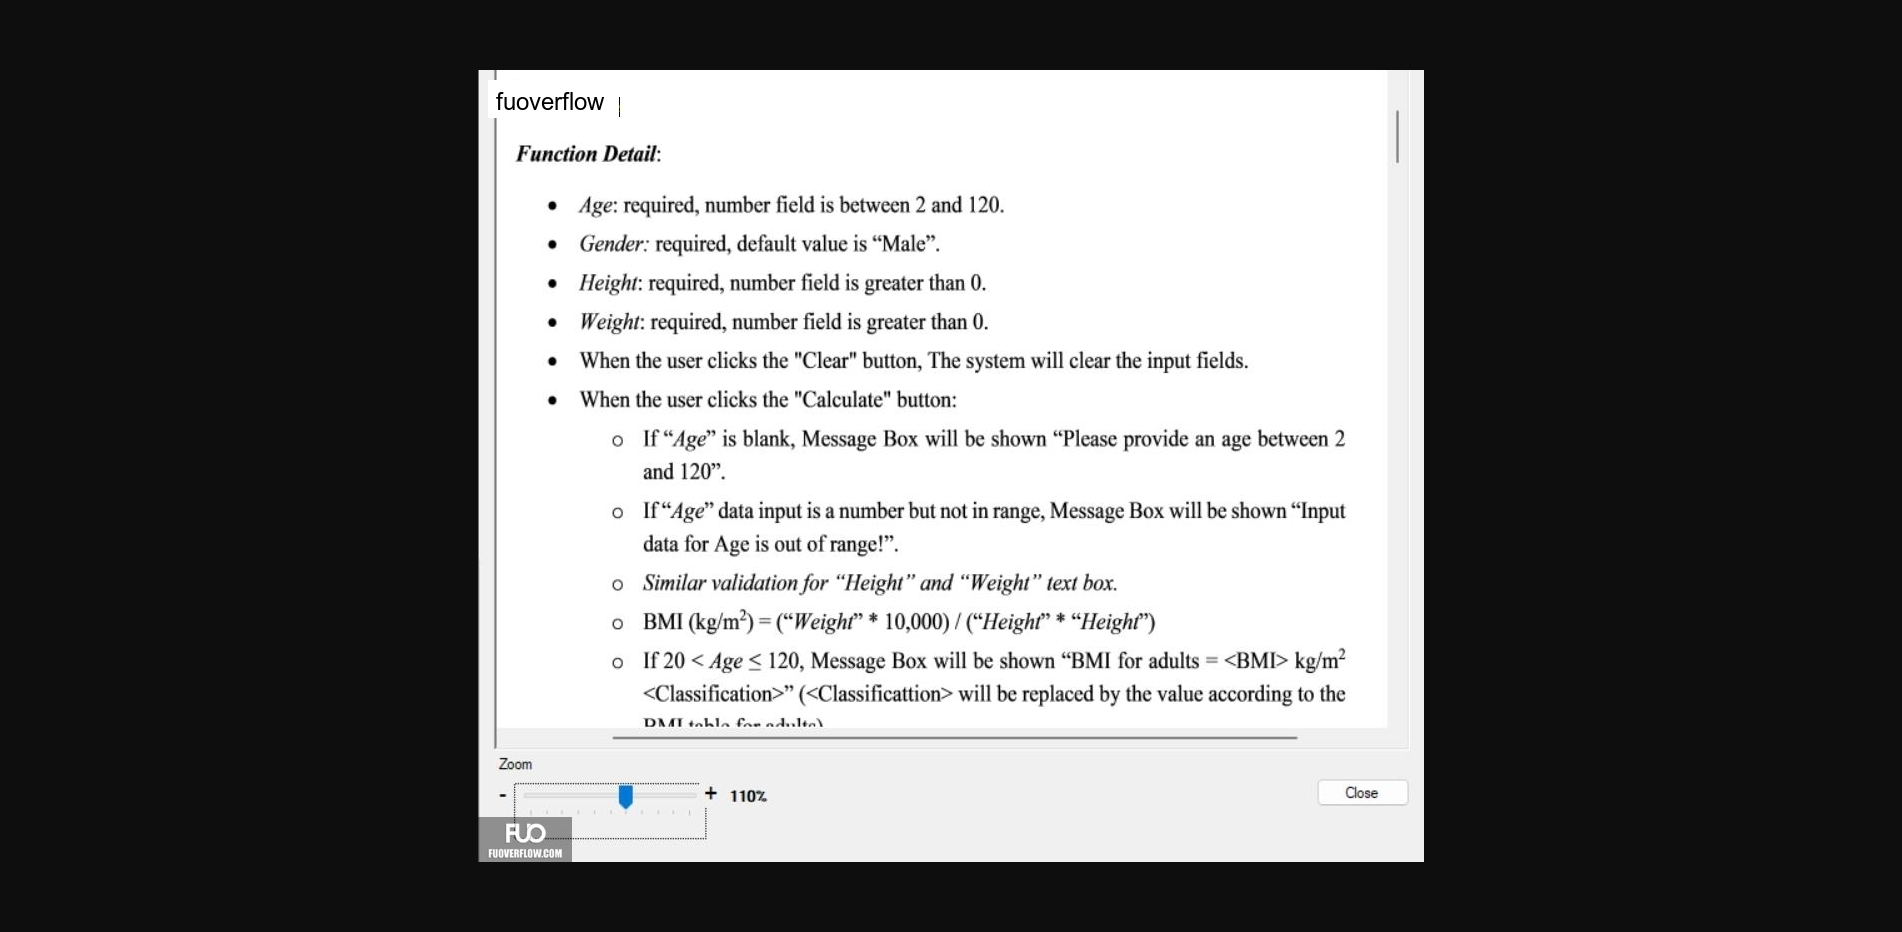 fuoverflow
Function Detail:
• Age: required, number field is between 2 and 120.
• Gender: required, default value is “Male”.
• Height: required, number field is greater than 0.
• Weight: required, number field is greater than 0.
• When the user clicks the "Clear" button, The system will clear the input fields.
• When the user clicks the "Calculate" button:
o If “Age” is blank, Message Box will be shown “Please provide an age between 2
and 120”.
o If “Age” data input is a number but not in range, Message Box will be shown “Input
data for Age is out of range!”.
o Similar validation for “Height” and “Weight” text box.
o BMI (kg/m²) = (“Weight” * 10,000) / (“Height” * “Height”)
o If 20 < Age ≤ 120, Message Box will be shown “BMI for adults = <BMI> kg/m²
<Classification>” (<Classificattion> will be replaced by the value according to the
BMI table for adults)
Zoom
- + 110%
Close
FUO
FUOVERFLOW.COM